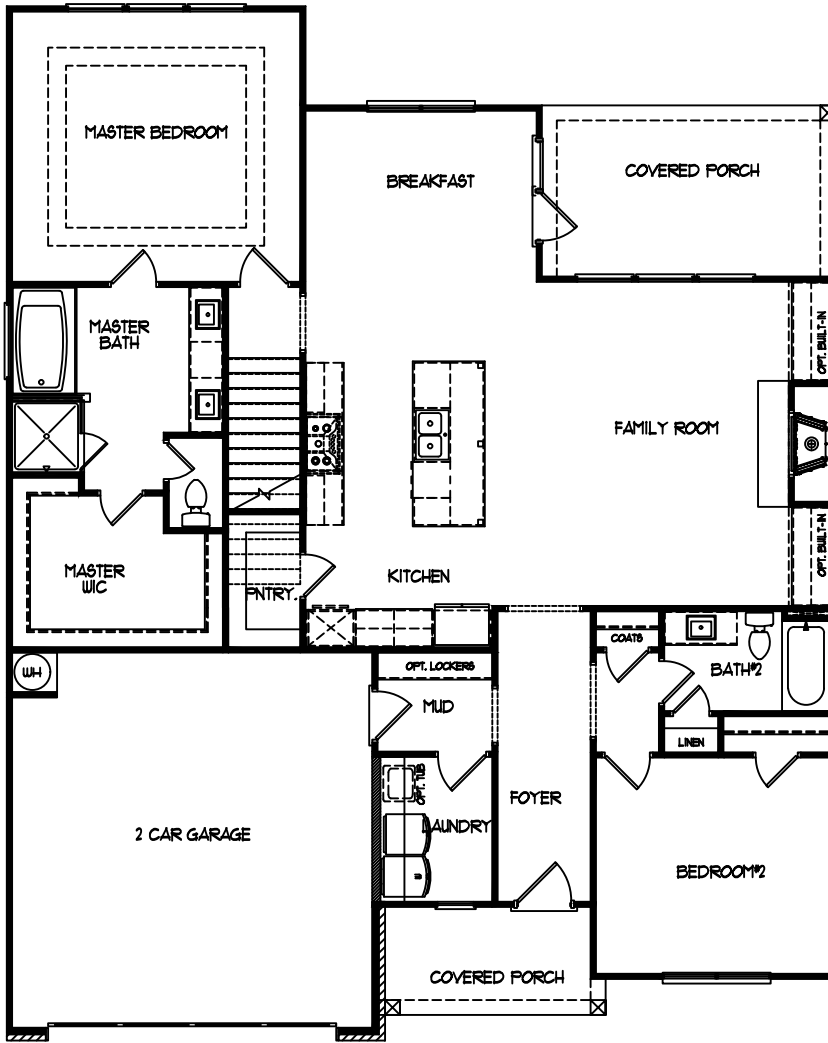 MASTER BEDROOM
BREAKFAST
COVERED PORCH
MASTER
BATH
OPT. BUILT-IN
FAMILY ROOM
OPT. BUILT-IN
MASTER
WIC
KITCHEN
PNTRY.
COATS
BATH#2
WH
OPT. LOCKERS
MUD
LINEN
OPT. TUB
FOYER
LAUNDRY
2 CAR GARAGE
BEDROOM#2
W
COVERED PORCH